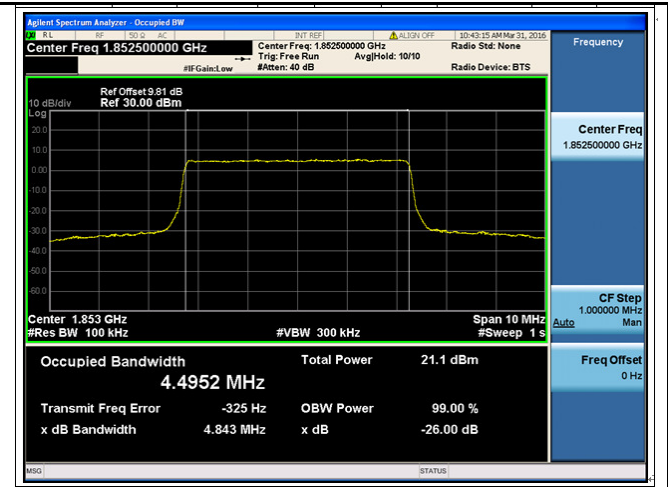 Agilent Spectrum Analyzer - Occupied BW
RL RF 50 Ω AC INT REF ALIGN OFF 10:43:15 AM Mar 31, 2016
Center Freq 1.852500000 GHz
Center Freq: 1.852500000 GHz
Radio Std: None
Trig: Free Run Avg|Hold: 10/10
#IFGain:Low
#Atten: 40 dB
Radio Device: BTS
Ref Offset 9.81 dB
10 dB/div Ref 30.00 dBm
Log
20.0
10.0
0.00
-10.0
-20.0
-30.0
-40.0
-50.0
-60.0
Center 1.853 GHz Span 10 MHz
#Res BW 100 kHz #VBW 300 kHz #Sweep 1 s
Occupied Bandwidth Total Power 21.1 dBm
4.4952 MHz
Transmit Freq Error -325 Hz OBW Power 99.00 %
x dB Bandwidth 4.843 MHz x dB -26.00 dB
MSG STATUS
Frequency
Center Freq
1.852500000 GHz
CF Step
1.000000 MHz
Auto Man
Freq Offset
0 Hz